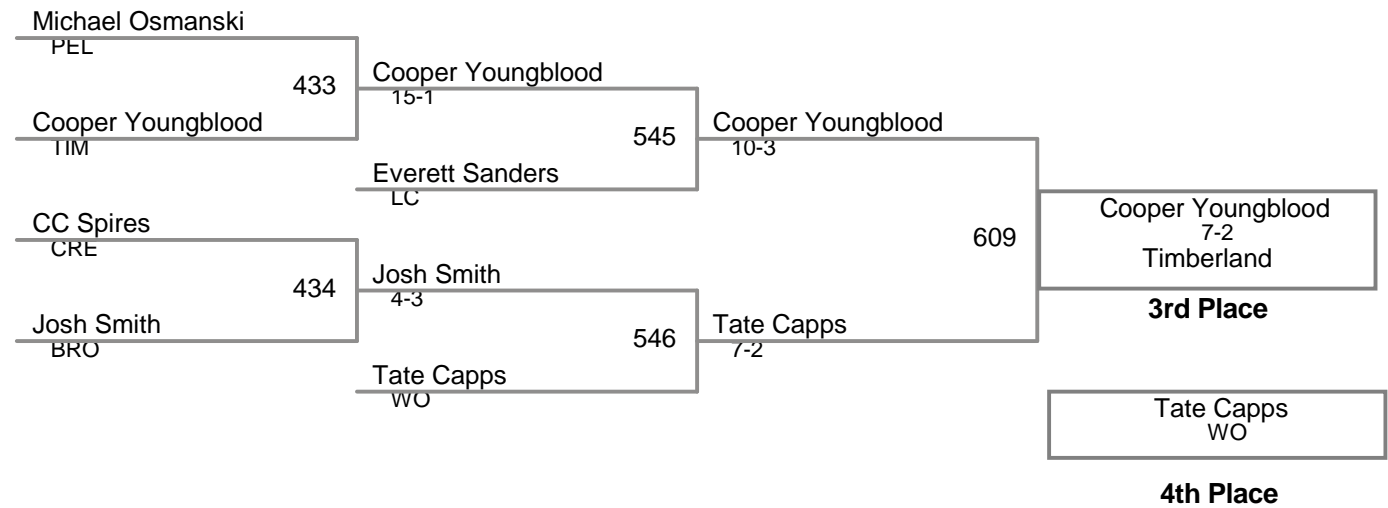 Michael Osmanski
PEL
433
Cooper Youngblood
15-1
Cooper Youngblood
TIM
545
Cooper Youngblood
10-3
Everett Sanders
LC
CC Spires
CRE
609
Cooper Youngblood
7-2
Timberland
434
Josh Smith
4-3
3rd Place
Josh Smith
BRO
546
Tate Capps
7-2
Tate Capps
WO
Tate Capps
WO
4th Place